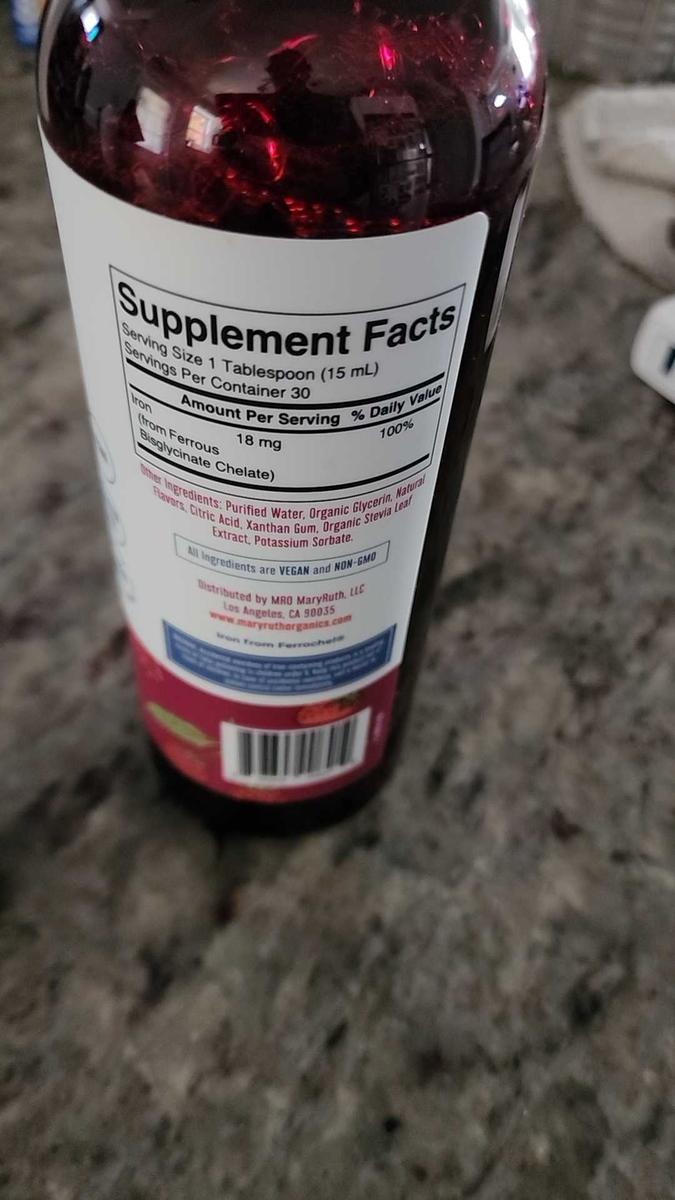 Supplement Facts
Serving Size 1 Tablespoon (15 mL)
Servings Per Container 30
Amount Per Serving % Daily Value
Iron
(from Ferrous 18 mg 100%
Bisglycinate Chelate)
Other Ingredients: Purified Water, Organic Glycerin, Natural
Flavors, Citric Acid, Xanthan Gum, Organic Stevia Leaf
Extract, Potassium Sorbate.
All Ingredients are VEGAN and NON-GMO
Distributed by MRO MaryRuth, LLC
Los Angeles, CA 90035
www.maryruthorganics.com
Iron from Ferrochel®